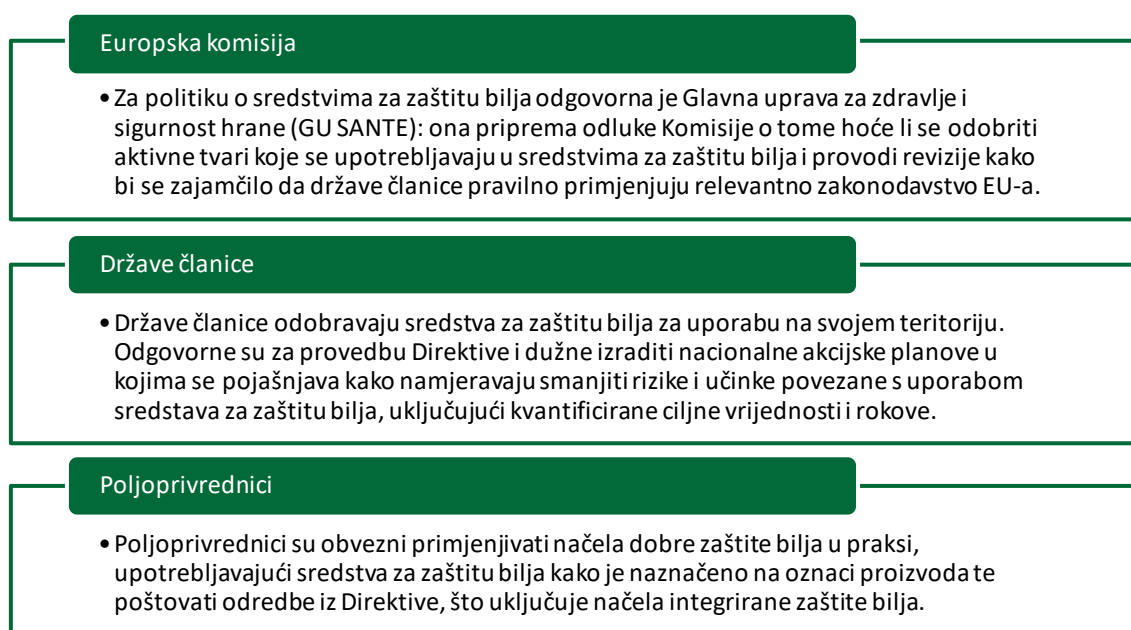 Europska komisija
• Za politiku o sredstvima za zaštitu bilja odgovorna je Glavna uprava za zdravlje i
sigurnost hrane (GU SANTE): ona priprema odluke Komisije o tome hoće li se odobriti
aktivne tvari koje se upotrebljavaju u sredstvima za zaštitu bilja i provodi revizije kako
bi se zajamčilo da države članice pravilno primjenjuju relevantno zakonodavstvo EU-a.
Države članice
• Države članice odobravaju sredstva za zaštitu bilja za uporabu na svojem teritoriju.
Odgovorne su za provedbu Direktive i dužne izraditi nacionalne akcijske planove u
kojima se pojašnjava kako namjeravaju smanjiti rizike i učinke povezane s uporabom
sredstava za zaštitu bilja, uključujući kvantificirane ciljne vrijednosti i rokove.
Poljoprivrednici
• Poljoprivrednici su obvezni primjenjivati načela dobre zaštite bilja u praksi,
upotrebljavajući sredstva za zaštitu bilja kako je naznačeno na oznaci proizvoda te
poštovati odredbe iz Direktive, što uključuje načela integrirane zaštite bilja.